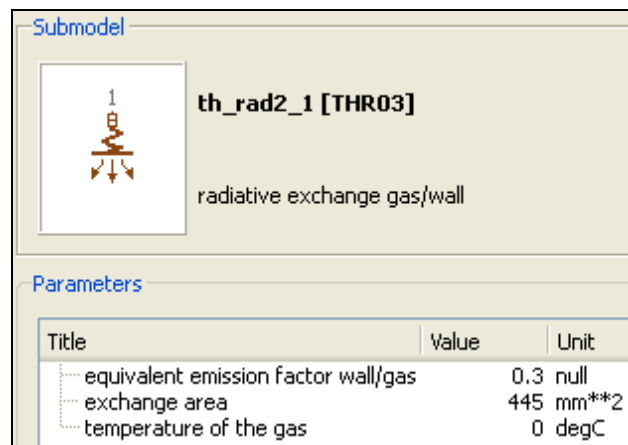 Submodel
1
th_rad2_1 [THR03]
radiative exchange gas/wall
Parameters
Title Value Unit
equivalent emission factor wall/gas 0.3 null
exchange area 445 mm**2
temperature of the gas 0 degC